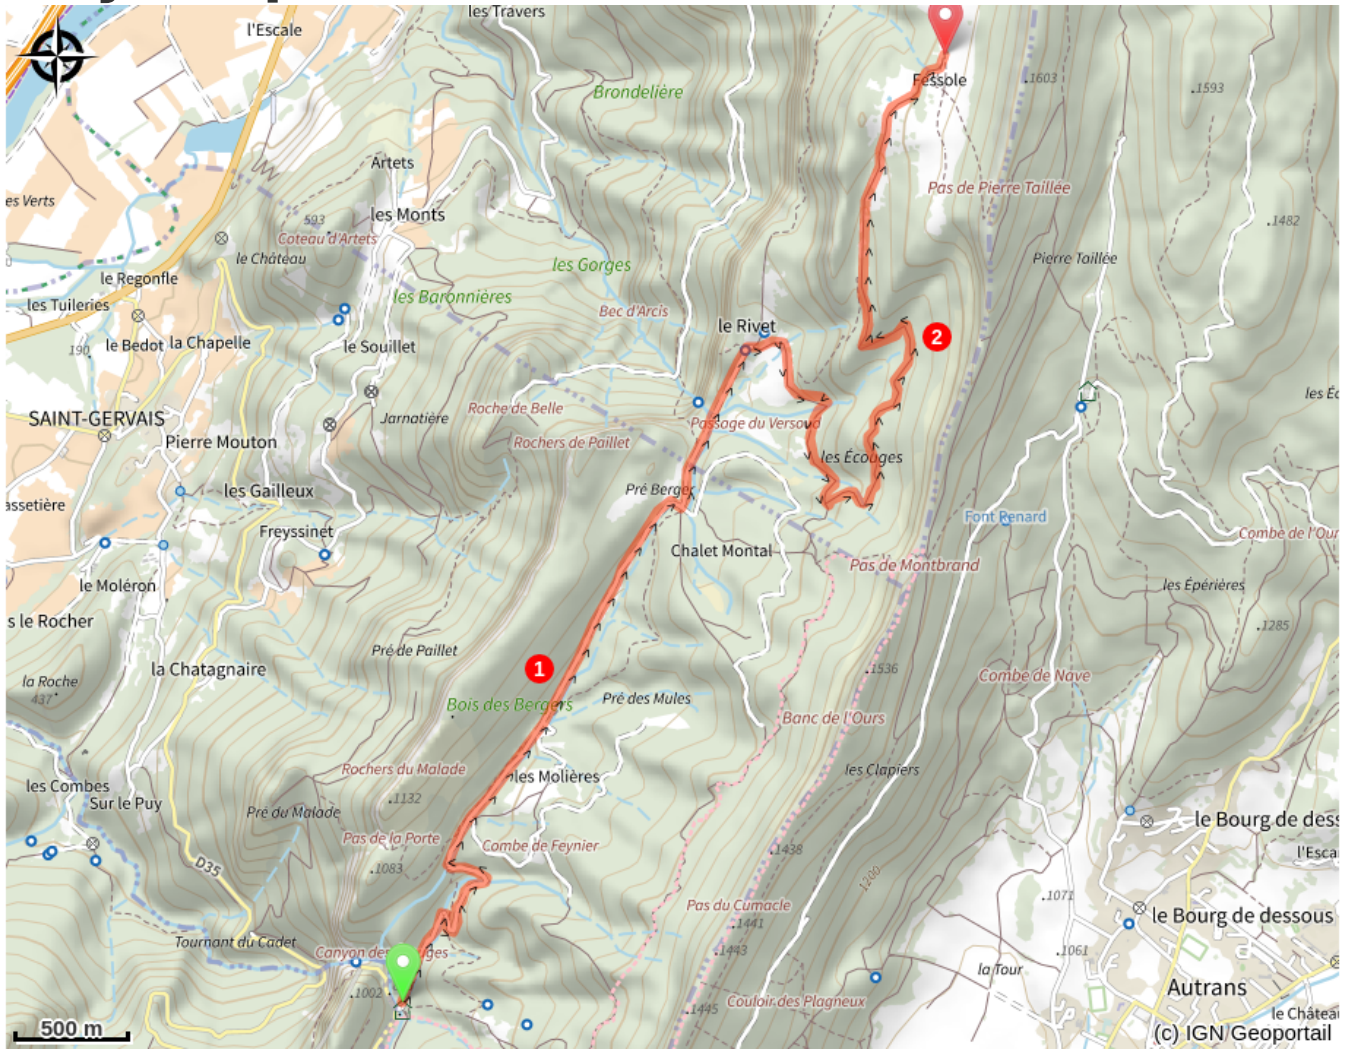 les Travers
l'Escale
Brondelière
Fessole
1603
1593
Artets
es Verts
les Monts
593
Coteau d'Artets
le Château
Pas de Pierre Taillée
1482
le Regonfle
les Gorges
Pierre Taillée
les Tuileries
les Baronnières
Bec d'Arcis
le Rivet
2
190
le Bedot
la Chapelle
le Souillet
les Éc
Roche de Belle
SAINT-GERVAIS
Jarnatière
Passage du Versoud
Pierre Mouton
Rochers de Paillet
les Écouges
les Gailleux
Pré Berger
assetière
Font Renard
Freyssinet
Combe de l'Our
Chalet Montal
Pas de Montbrand
le Moléron
les Épérières
s le Rocher
1285
Pré de Paillet
la Chatagnaire
1
1536
Combe de Nave
la Roche
437
Bois des Bergers
Pré des Mules
Banc de l'Ours
Rochers du Malade
les Molières
les Clapiers
les Combes
Sur le Puy
1132
Pré du Malade
le Bourg de dess
Pas de la Porte
Combe de Feynier
1438
l'Esca
D35
1083
1200
1071
Pas du Cumacle
le Bourg de dessous
1441
Tournant du Cadet
Canyon des
ges
1443
1061
la Tour
1002
Couloir des Plagneux
Autrans
1445
le Châtea
500 m
(c) IGN Geoportail